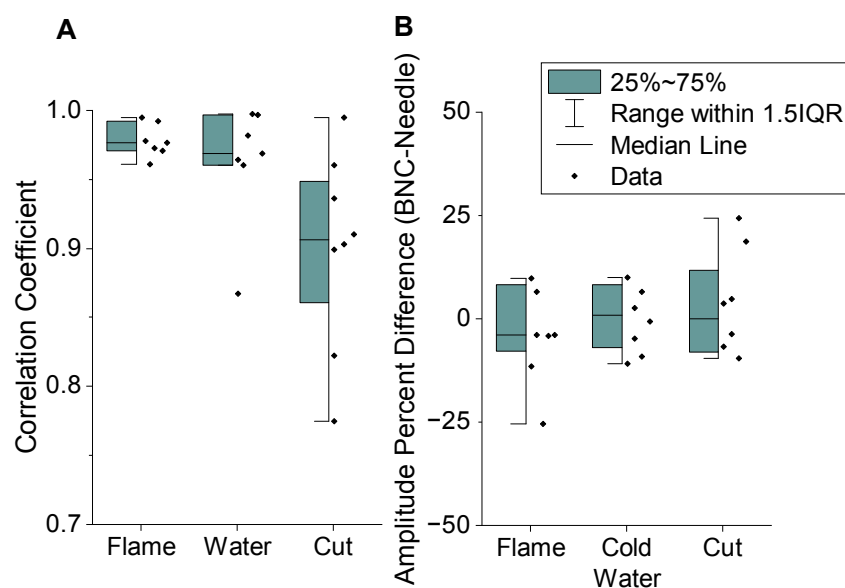 A
Correlation Coefficient
1.0
0.9
0.8
0.7
Flame Water Cut
B
Amplitude Percent Difference (BNC-Needle)
25%~75%
Range within 1.5IQR
Median Line
Data
50
25
0
−25
−50
Flame Cold Cut
Water